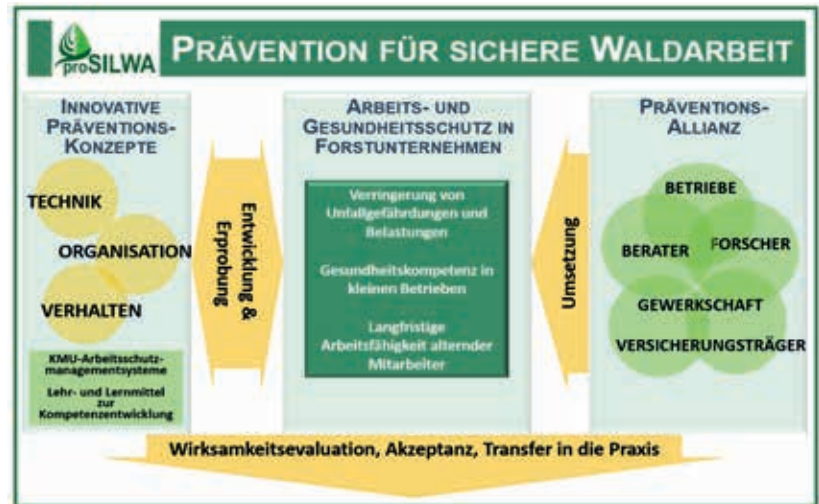 proSILWA
PRÄVENTION FÜR SICHERE WALDARBEIT
INNOVATIVE
PRÄVENTIONS-
KONZEPTE
TECHNIK
ORGANISATION
VERHALTEN
KMU-Arbeitsschutz-
managementsysteme
Lehr- und Lernmittel
zur
Kompetenzentwicklung
Entwicklung &
Erprobung
ARBEITS- UND
GESUNDHEITSSCHUTZ IN
FORSTUNTERNEHMEN
Verringerung von
Unfallgefährdungen und
Belastungen
Gesundheitskompetenz in
kleinen Betrieben
Langfristige
Arbeitsfähigkeit alternder
Mitarbeiter
Umsetzung
PRÄVENTIONS-
ALLIANZ
BETRIEBE
BERATER
FORSCHER
GEWERKSCHAFT
VERSICHERUNGSTRÄGER
Wirksamkeitsevaluation, Akzeptanz, Transfer in die Praxis